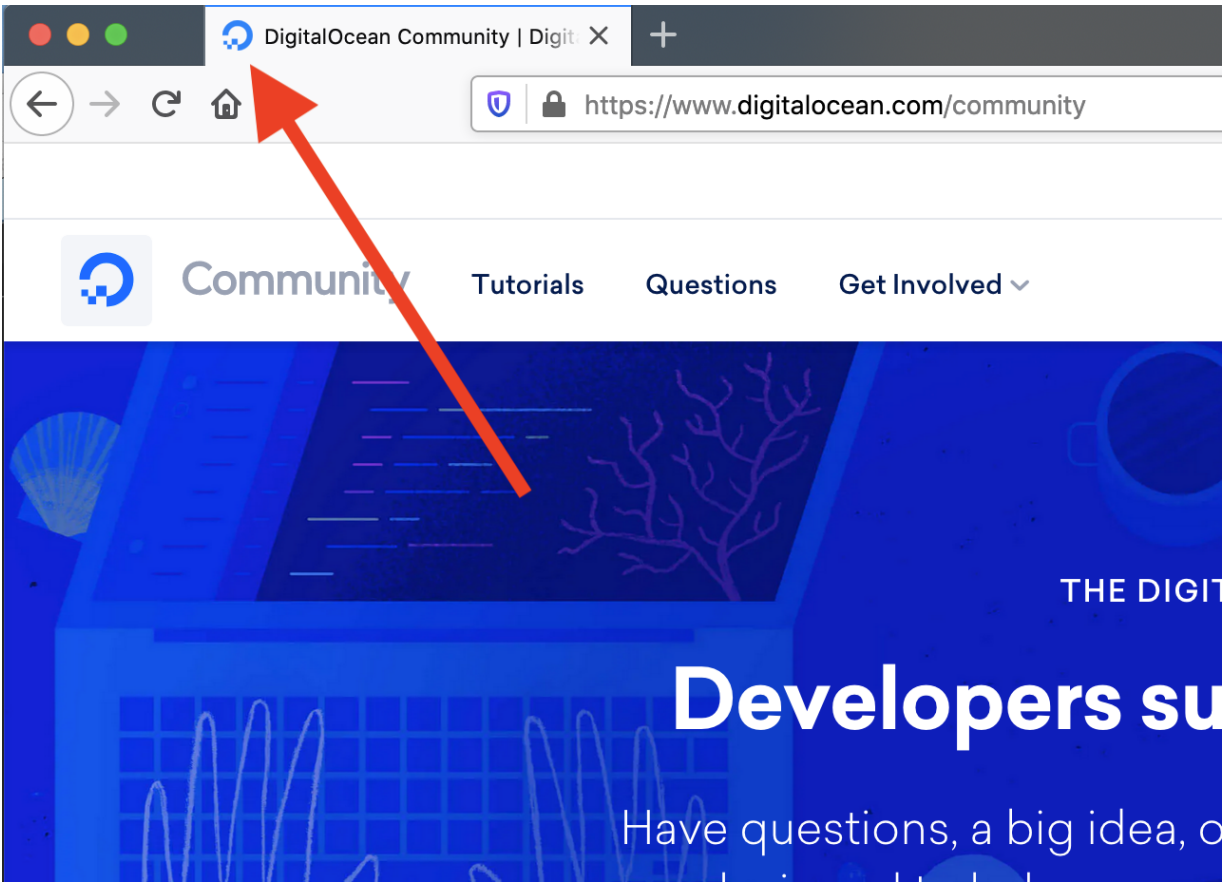 DigitalOcean Community | Digit
https://www.digitalocean.com/community
Community
Tutorials
Questions
Get Involved
THE DIGIT
Developers su
Have questions, a big idea, o